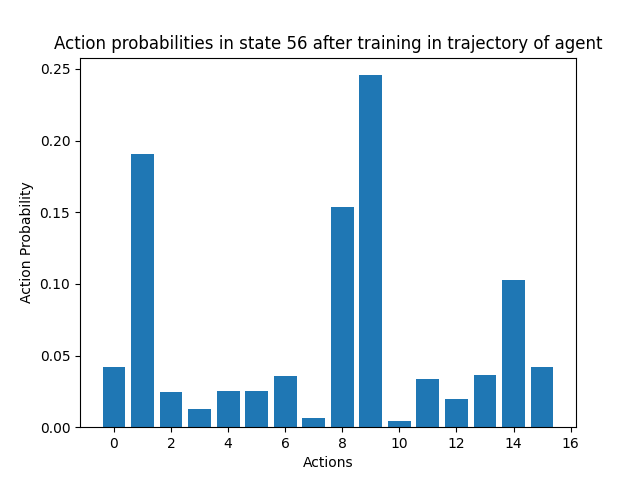 Action probabilities in state 56 after training in trajectory of agent
0.25
0.20
0.15
0.10
0.05
0.00
Action Probability
0 2 4 6 8 10 12 14 16
Actions